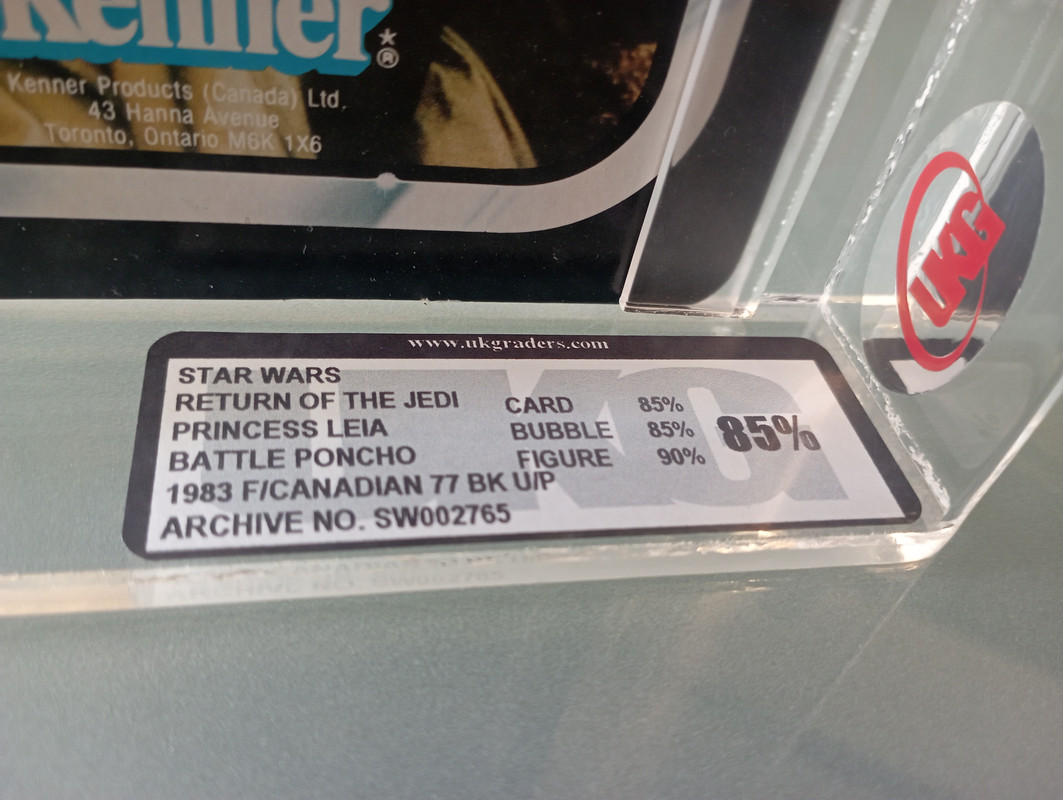 Kenner*®
Kenner Products (Canada) Ltd.
43 Hanna Avenue
Toronto, Ontario M6K 1X6
UKG
www.ukgraders.com
STAR WARS
RETURN OF THE JEDI CARD 85%
PRINCESS LEIA BUBBLE 85% 85%
BATTLE PONCHO FIGURE 90%
1983 F/CANADIAN 77 BK U/P
ARCHIVE NO. SW002765